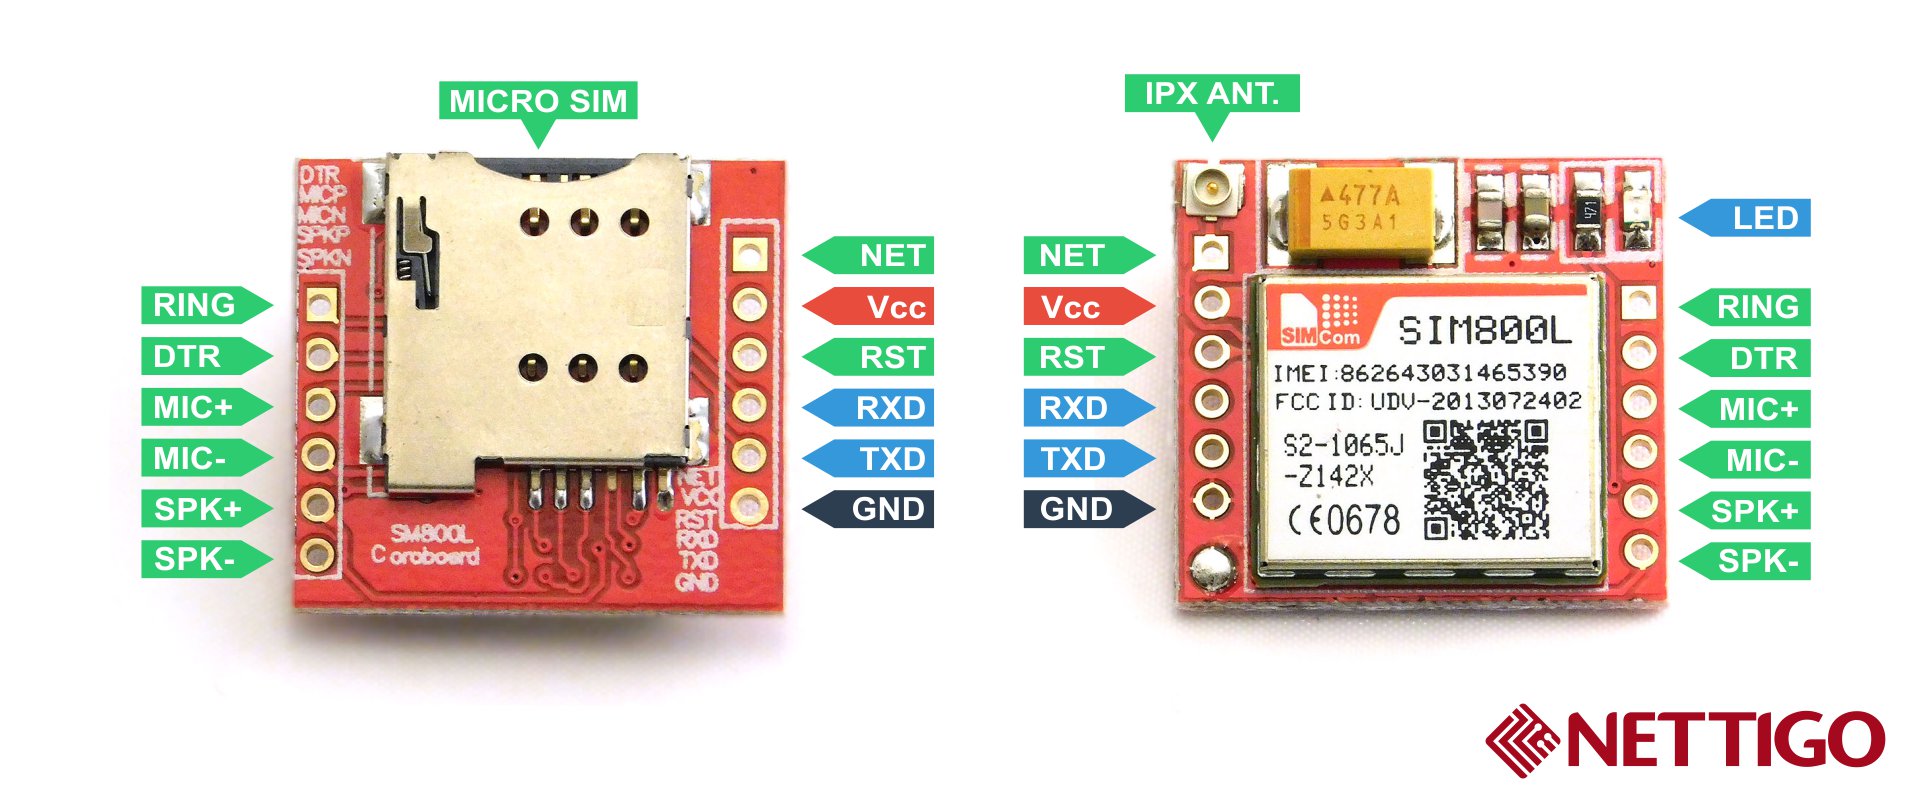 MICRO SIM
DTR
MICP
MICN
SPKP
SPKN
RING
DTR
MIC+
MIC-
SPK+
SPK-
NET
Vcc
RST
RXD
TXD
GND
SM800L
Coroboard
NET
VCC
RST
RXD
TXD
GND
IPX ANT.
477A
5G3A1
471
LED
NET
Vcc
RST
RXD
TXD
GND
SIMCom
SIM800L
IMEI:862643031465390
FCC ID: UDV-2013072402
S2-1065J
-Z142X
CE0678
RING
DTR
MIC+
MIC-
SPK+
SPK-
NETTIGO